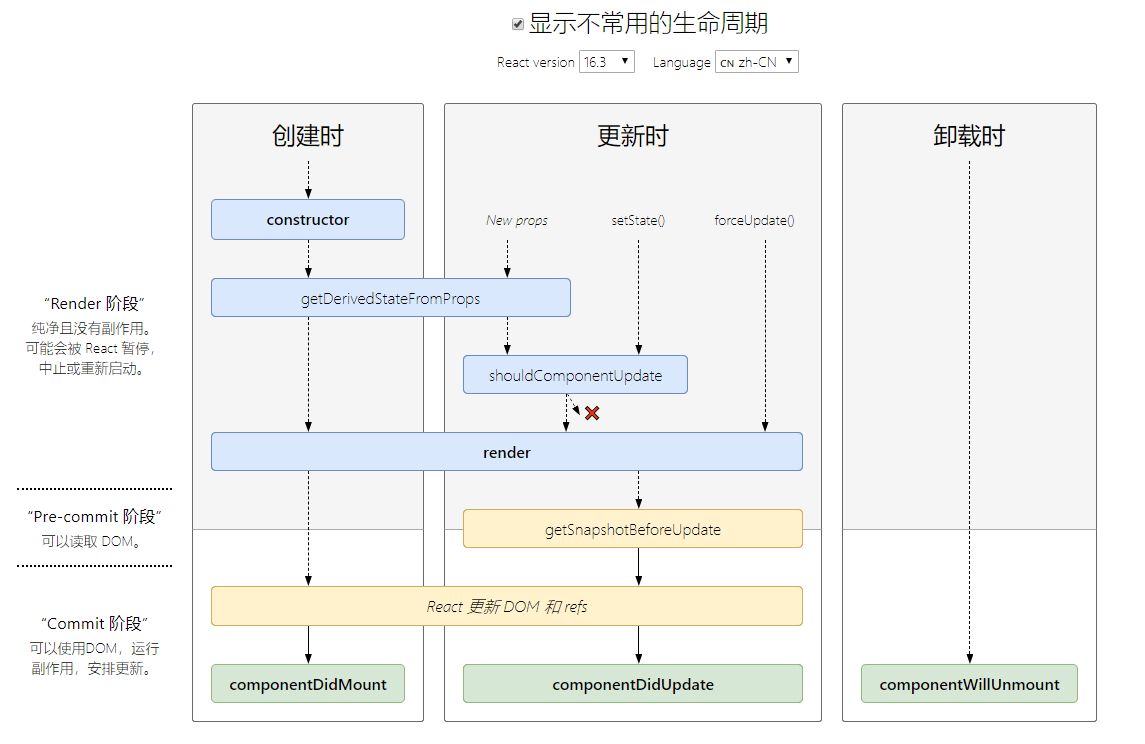 显示不常用的生命周期
React version 16.3 Language CN zh-CN
创建时 更新时 卸载时
constructor New props setState() forceUpdate()
getDerivedStateFromProps
“Render 阶段”
纯净且没有副作用。
可能会被 React 暂停，
中止或重新启动。
shouldComponentUpdate
render
“Pre-commit 阶段”
可以读取 DOM。
getSnapshotBeforeUpdate
React 更新 DOM 和 refs
“Commit 阶段”
可以使用DOM，运行
副作用，安排更新。
componentDidMount componentDidUpdate componentWillUnmount